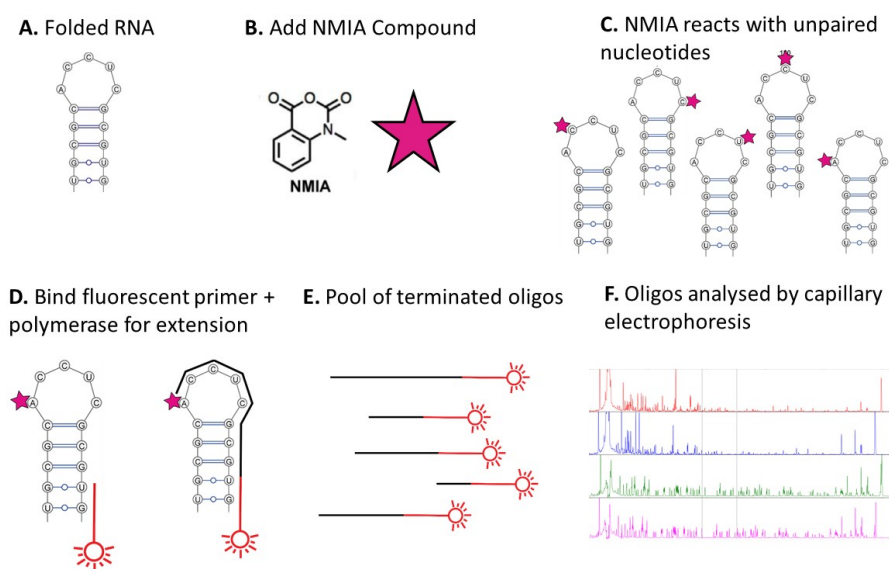 A. Folded RNA
B. Add NMIA Compound
C. NMIA reacts with unpaired
nucleotides
C C U
A C
C G
G C
C G
G U
U G
O O O
N
NMIA
D. Bind fluorescent primer +
polymerase for extension
E. Pool of terminated oligos
F. Oligos analysed by capillary
electrophoresis
C C U
A C
C G
G C
C G
G U
U G